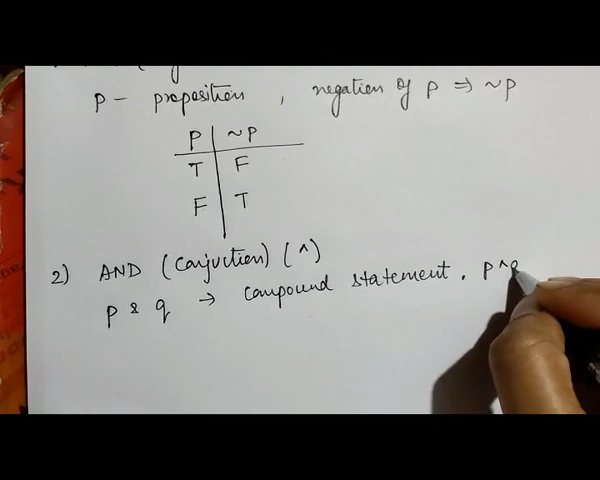 P - proposition , negation of P ⇒ ~P
P | ~P
T | F
F | T
2) AND (Conjuction) (^)
P & q → Compound statement. P^